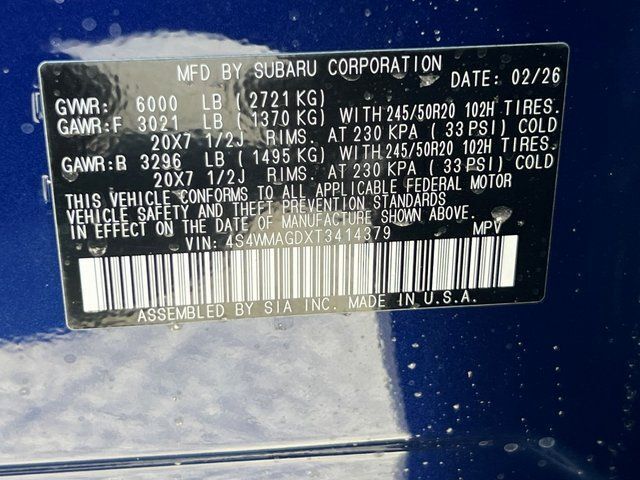 MFD BY SUBARU CORPORATION
DATE: 02/26
GVWR: 6000 LB (2721 KG)
GAWR:F 3021 LB (1370 KG) WITH 245/50R20 102H TIRES.
20X7 1/2J RIMS. AT 230 KPA (33 PSI) COLD
GAWR:R 3296 LB (1495 KG) WITH 245/50R20 102H TIRES.
20X7 1/2J RIMS. AT 230 KPA (33 PSI) COLD
THIS VEHICLE CONFORMS TO ALL APPLICABLE FEDERAL MOTOR
VEHICLE SAFETY AND THEFT PREVENTION STANDARDS
IN EFFECT ON THE DATE OF MANUFACTURE SHOWN ABOVE.
VIN: 4S4WMAGDXT3414379 MPV
ASSEMBLED BY SIA INC. MADE IN U.S.A.